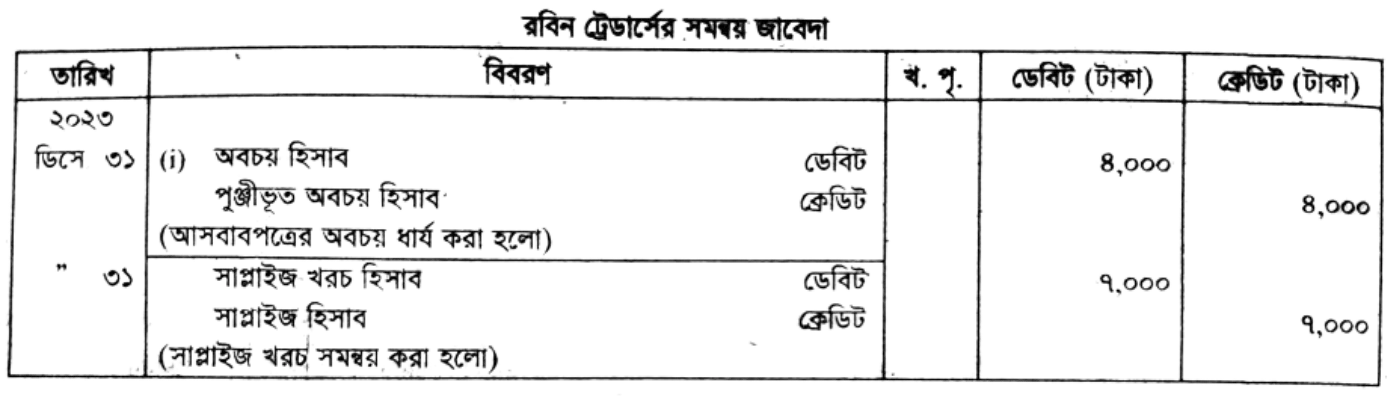 রবিন ট্রেডার্সের সমন্বয় জাবেদা
তারিখ বিবরণ খ. পৃ. ডেবিট (টাকা) ক্রেডিট (টাকা)
২০২৩
ডিসে ৩১ (i) অবচয় হিসাব ডেবিট ৪,০০০
পুঞ্জীভূত অবচয় হিসাব ক্রেডিট ৪,০০০
(আসবাবপত্রের অবচয় ধার্য করা হলো)
" ৩১ সাপ্লাইজ খরচ হিসাব ডেবিট ৭,০০০
সাপ্লাইজ হিসাব ক্রেডিট ৭,০০০
(সাপ্লাইজ খরচ সমন্বয় করা হলো)